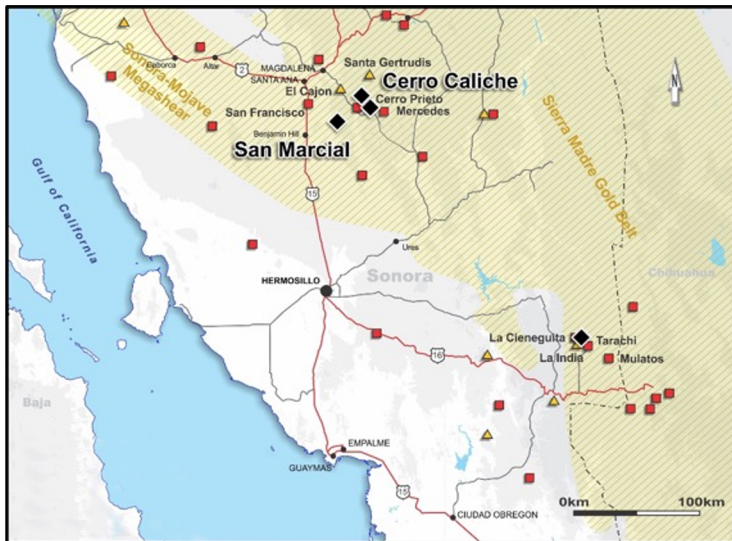 Caborca
Altar
2
MAGDALENA
SANTA ANA
Santa Gertrudis
Cerro Caliche
El Cajon
Cerro Prieto
Mercedes
San Francisco
Benjamin Hill
San Marcial
N
Sonora-Mojave
Megashear
Sierra Madre Gold Belt
Gulf of California
15
Ures
HERMOSILLO
Sonora
Chihuahua
La Cieneguita
Tarachi
La India
Mulatos
16
Baja
EMPALME
GUAYMAS
15
CIUDAD OBREGON
0km
100km